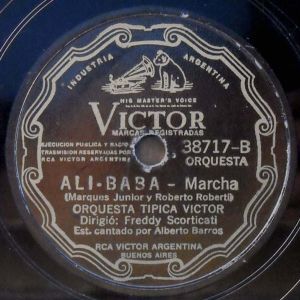 INDUSTRIA ARGENTINA
HIS MASTER'S VOICE
VICTOR
MARCAS REGISTRADAS
EJECUCION PUBLICA Y RADIO
TRASMISION RESERVADAS POR
RCA VICTOR ARGENTINA
38717-B
ORQUESTA
ALI-BABA - Marcha
(Marques Junior y Roberto Roberti)
ORQUESTA TIPICA VICTOR
Dirigió: Freddy Scorticati
Est. cantado por Alberto Barros
RCA VICTOR ARGENTINA
BUENOS AIRES